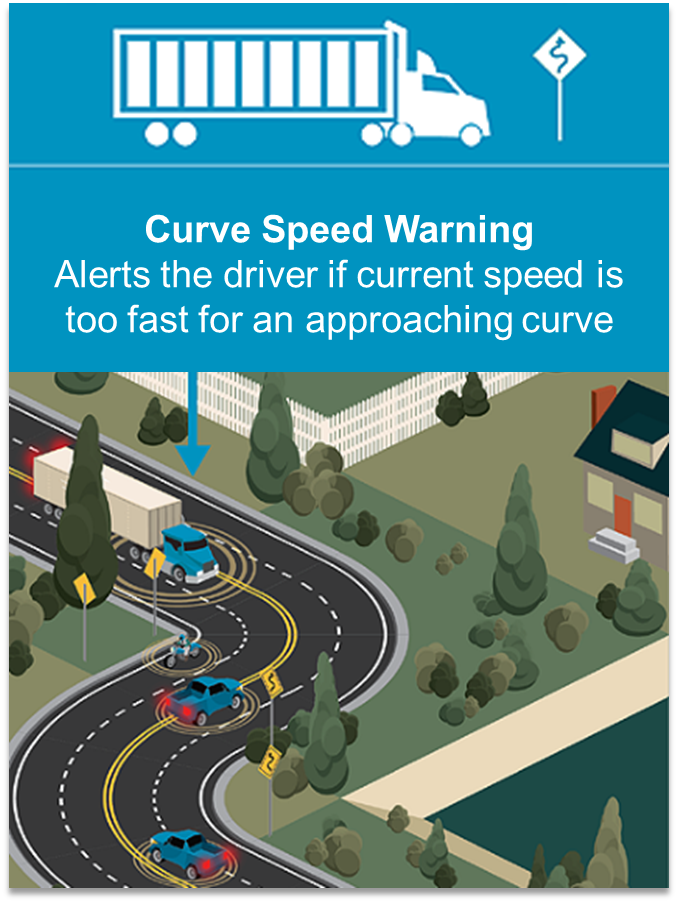 Curve Speed Warning
Alerts the driver if current speed is
too fast for an approaching curve